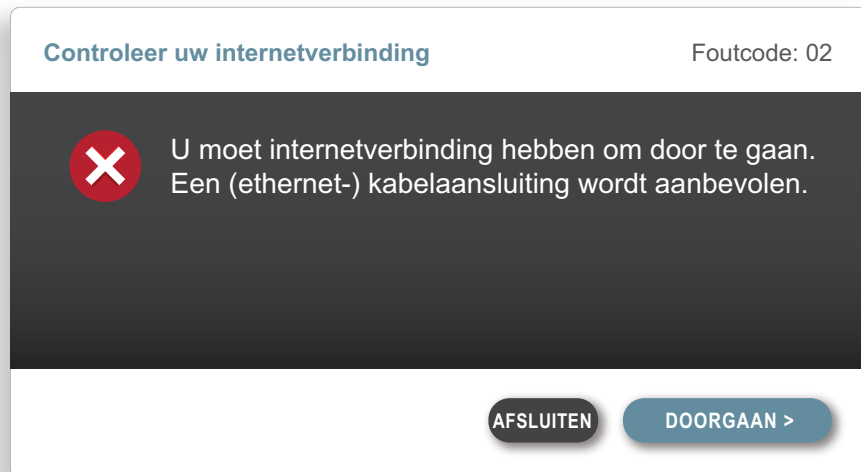 Controleer uw internetverbinding Foutcode: 02
U moet internetverbinding hebben om door te gaan.
Een (ethernet-) kabelaansluiting wordt aanbevolen.
AFSLUITEN DOORGAAN >